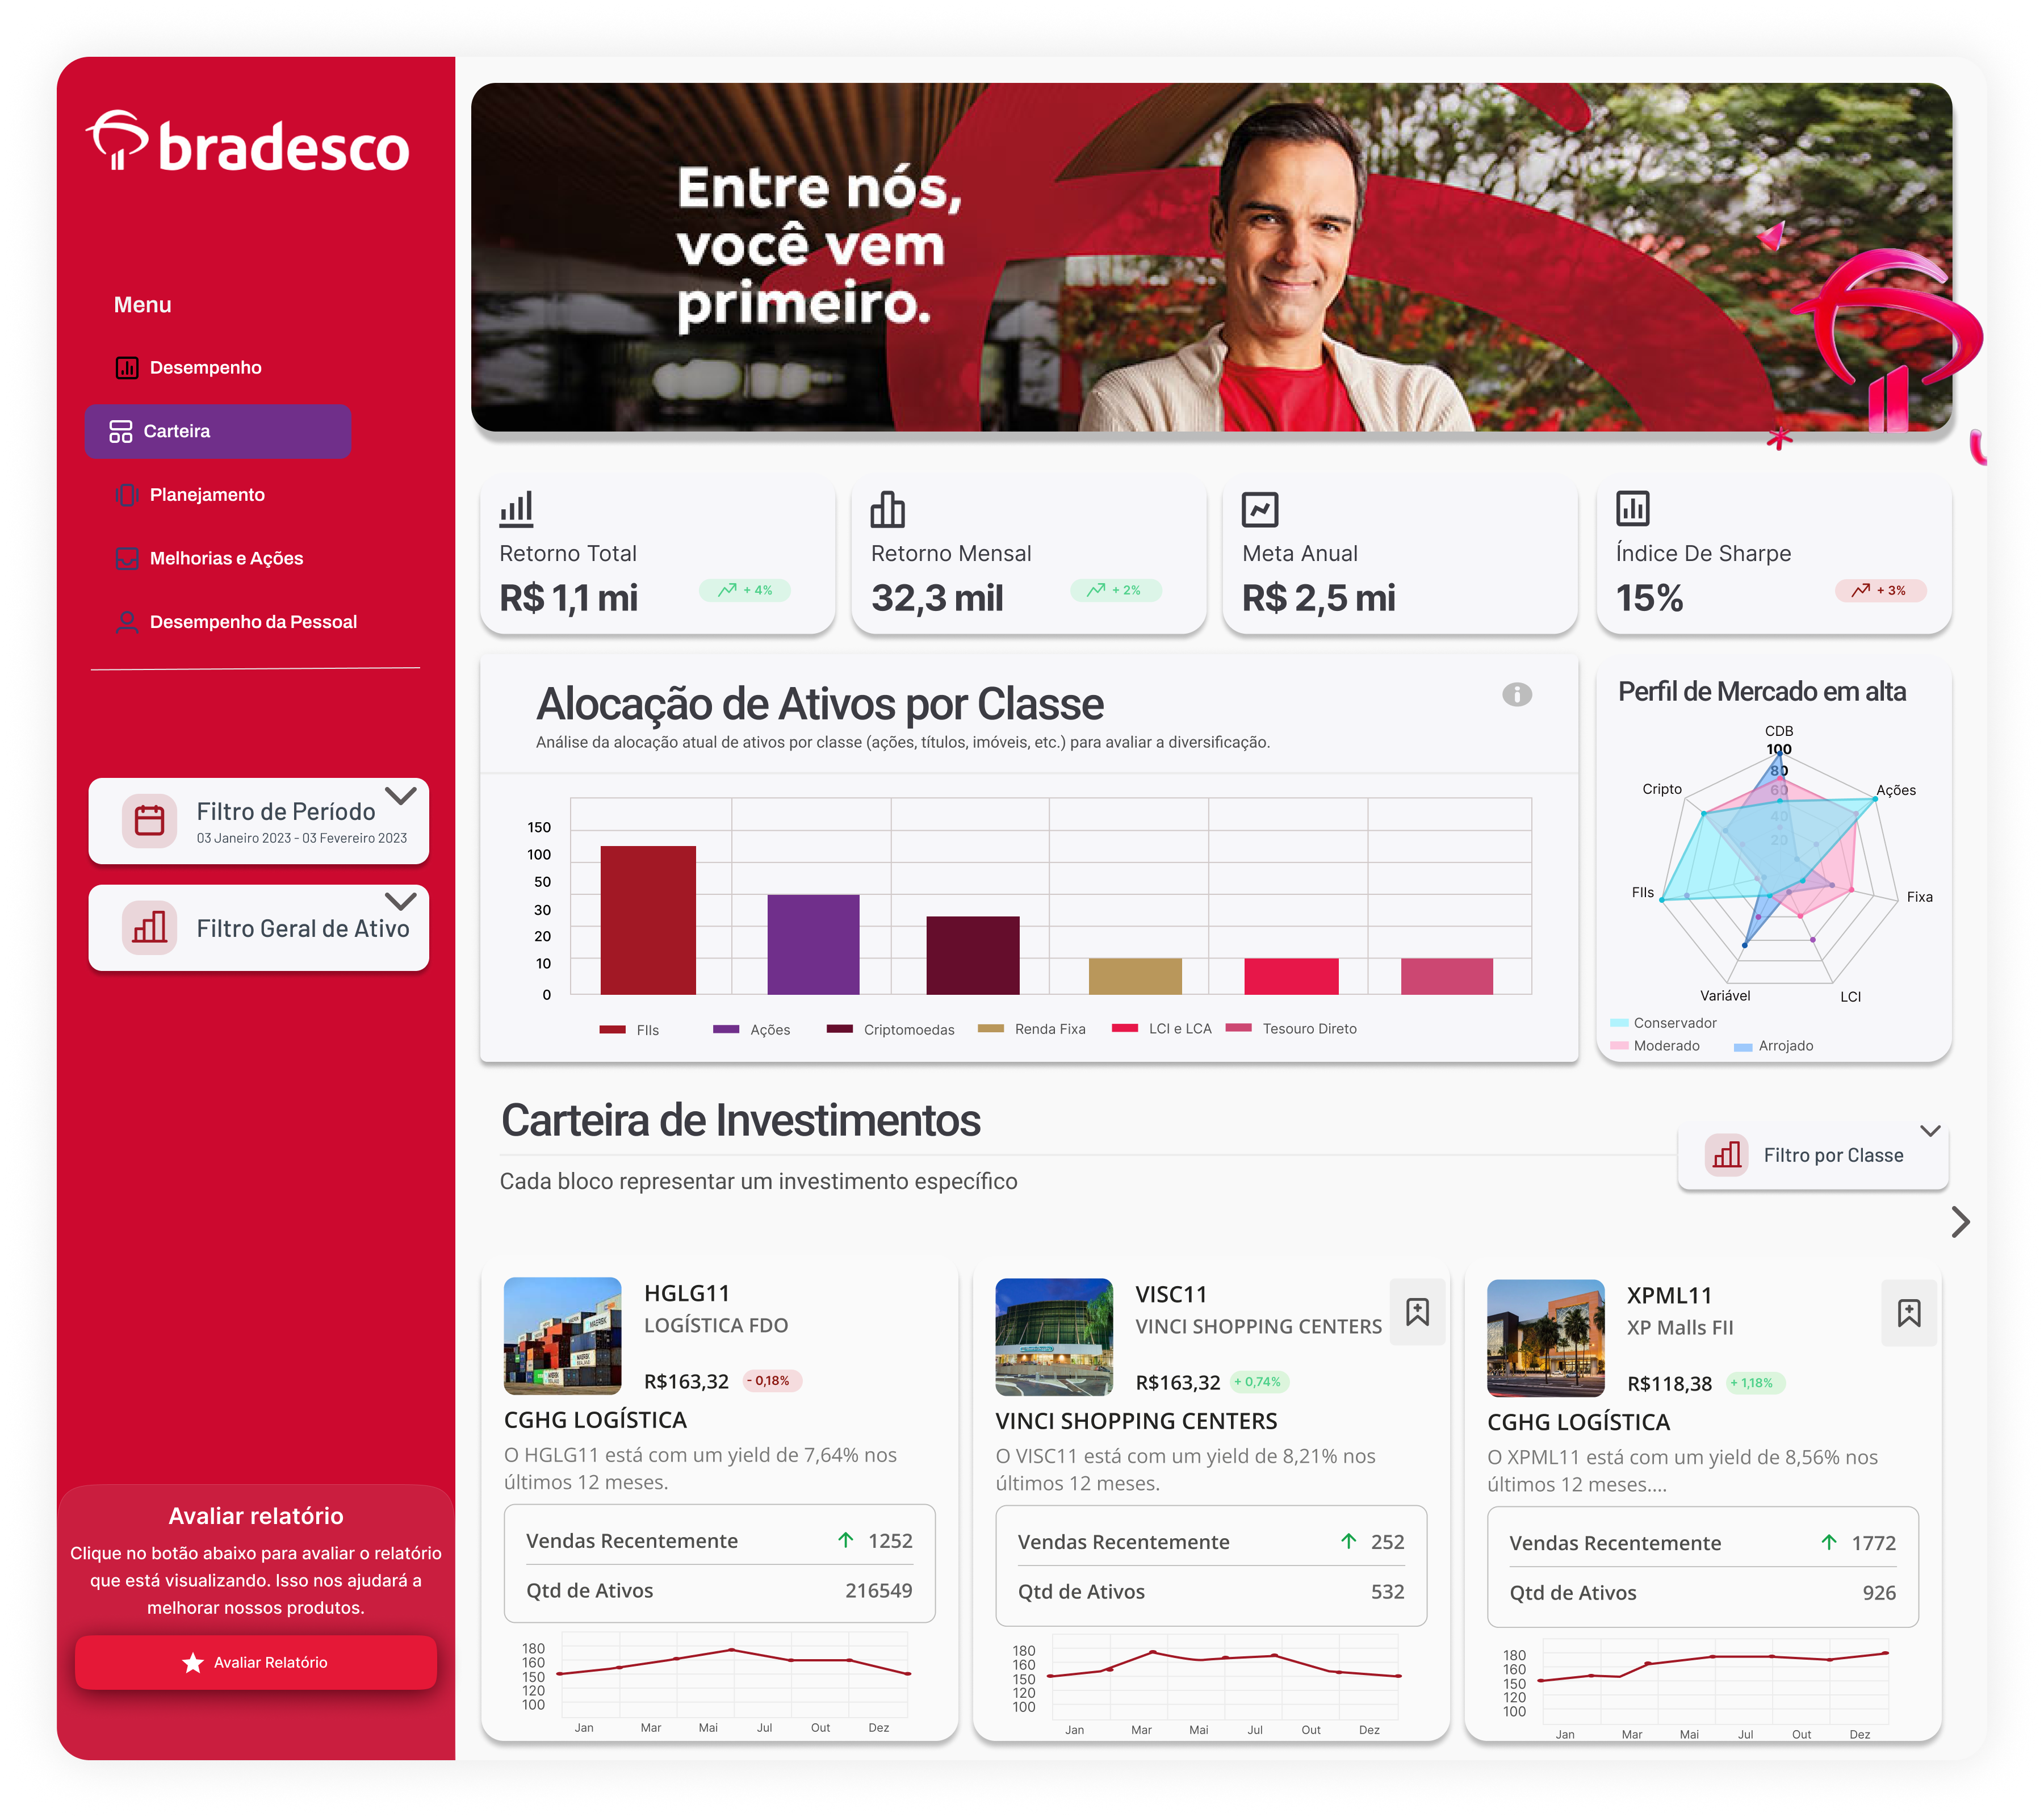 bradesco
Menu
Desempenho
Carteira
Planejamento
Melhorias e Ações
Desempenho da Pessoal
Filtro de Período
03 Janeiro 2023 - 03 Fevereiro 2023
Filtro Geral de Ativo
Avaliar relatório
Clique no botão abaixo para avaliar o relatório
que está visualizando. Isso nos ajudará a
melhorar nossos produtos.
Avaliar Relatório
Entre nós,
você vem
primeiro.
Retorno Total
R$ 1,1 mi
+ 4%
Retorno Mensal
32,3 mil
+ 2%
Meta Anual
R$ 2,5 mi
Índice De Sharpe
15%
+ 3%
Alocação de Ativos por Classe
Análise da alocação atual de ativos por classe (ações, títulos, imóveis, etc.) para avaliar a diversificação.
150
100
50
30
20
10
0
FIIs
Ações
Criptomoedas
Renda Fixa
LCI e LCA
Tesouro Direto
Perfil de Mercado em alta
CDB
100
80
60
40
20
Cripto
Ações
FIIs
Fixa
Variável
LCI
Conservador
Moderado
Arrojado
Carteira de Investimentos
Cada bloco representar um investimento específico
Filtro por Classe
HGLG11
LOGÍSTICA FDO
R$163,32
- 0,18%
CGHG LOGÍSTICA
O HGLG11 está com um yield de 7,64% nos
últimos 12 meses.
Vendas Recentemente
1252
Qtd de Ativos
216549
180
160
150
120
100
Jan Mar Mai Jul Out Dez
VISC11
VINCI SHOPPING CENTERS
R$163,32
+ 0,74%
VINCI SHOPPING CENTERS
O VISC11 está com um yield de 8,21% nos
últimos 12 meses.
Vendas Recentemente
252
Qtd de Ativos
532
180
160
150
120
100
Jan Mar Mai Jul Out Dez
XPML11
XP Malls FII
R$118,38
+ 1,18%
CGHG LOGÍSTICA
O XPML11 está com um yield de 8,56% nos
últimos 12 meses....
Vendas Recentemente
1772
Qtd de Ativos
926
180
160
150
120
100
Jan Mar Mai Jul Out Dez